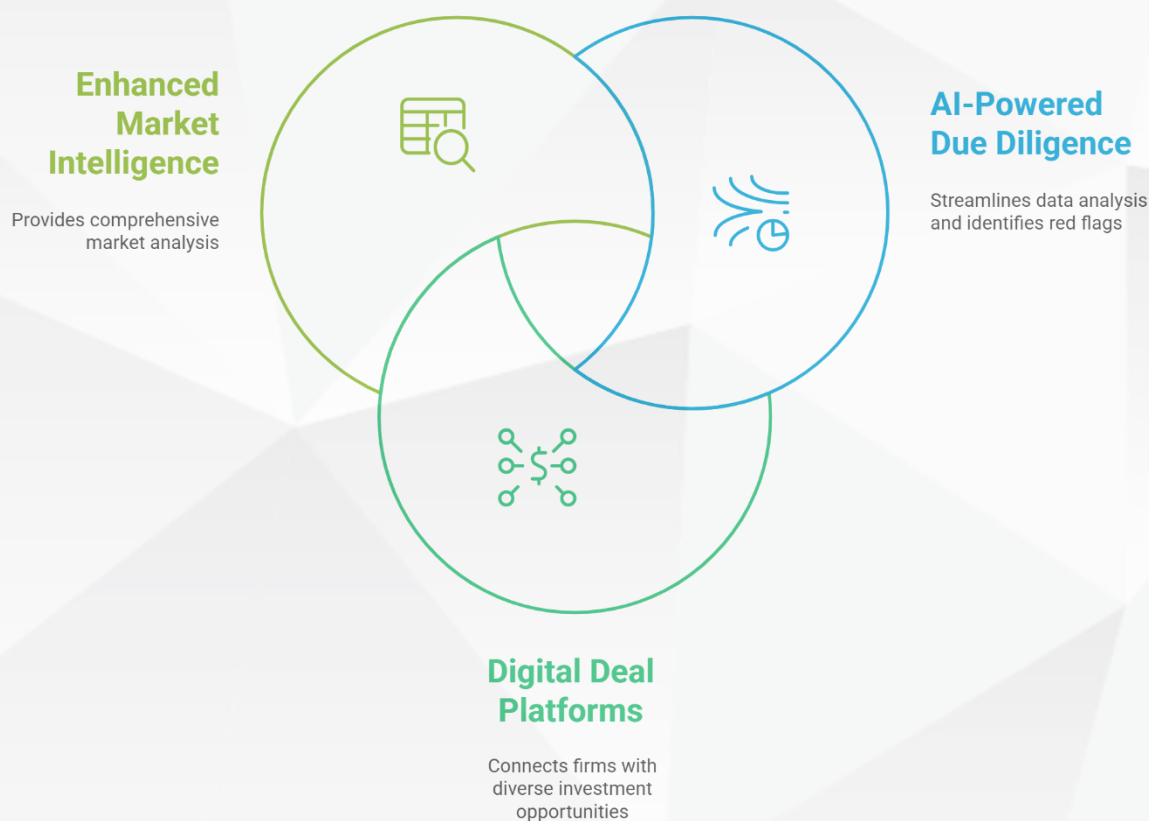 Enhanced
Market
Intelligence
Provides comprehensive
market analysis
AI-Powered
Due Diligence
Streamlines data analysis
and identifies red flags
$
Digital Deal
Platforms
Connects firms with
diverse investment
opportunities